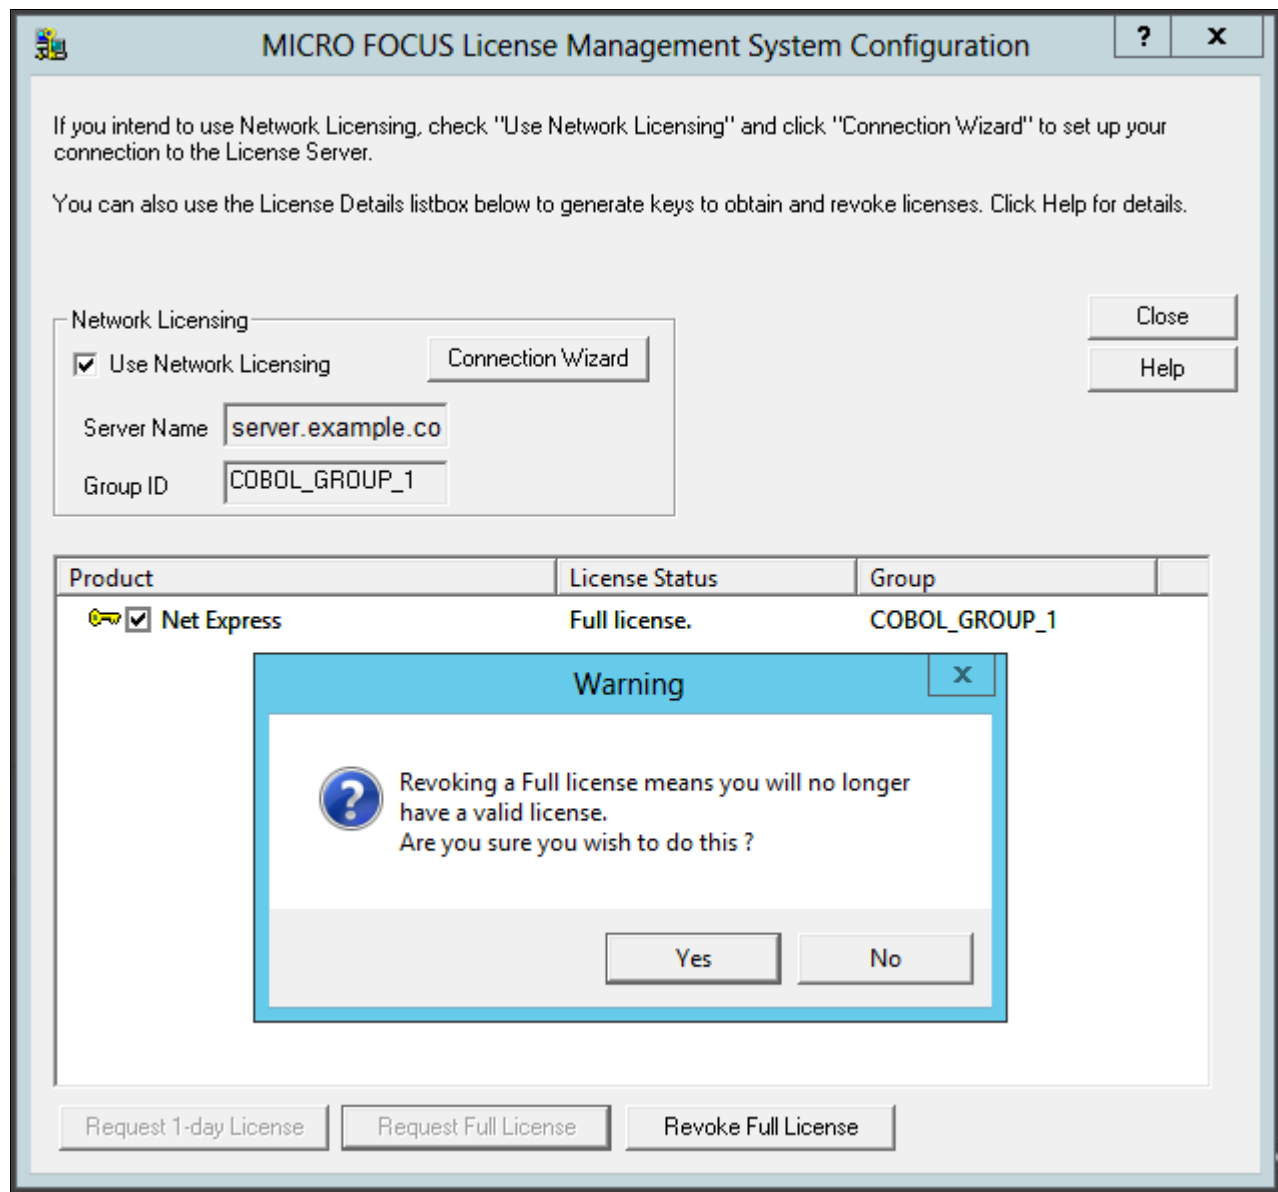 MICRO FOCUS License Management System Configuration
? x
If you intend to use Network Licensing, check "Use Network Licensing" and click "Connection Wizard" to set up your
connection to the License Server.
You can also use the License Details listbox below to generate keys to obtain and revoke licenses. Click Help for details.
Close
Network Licensing
Use Network Licensing
Connection Wizard
Help
Server Name server.example.co
Group ID COBOL_GROUP_1
Product License Status Group
Net Express Full license. COBOL_GROUP_1
Warning x
Revoking a Full license means you will no longer
have a valid license.
Are you sure you wish to do this ?
Yes No
Request 1-day License Request Full License Revoke Full License